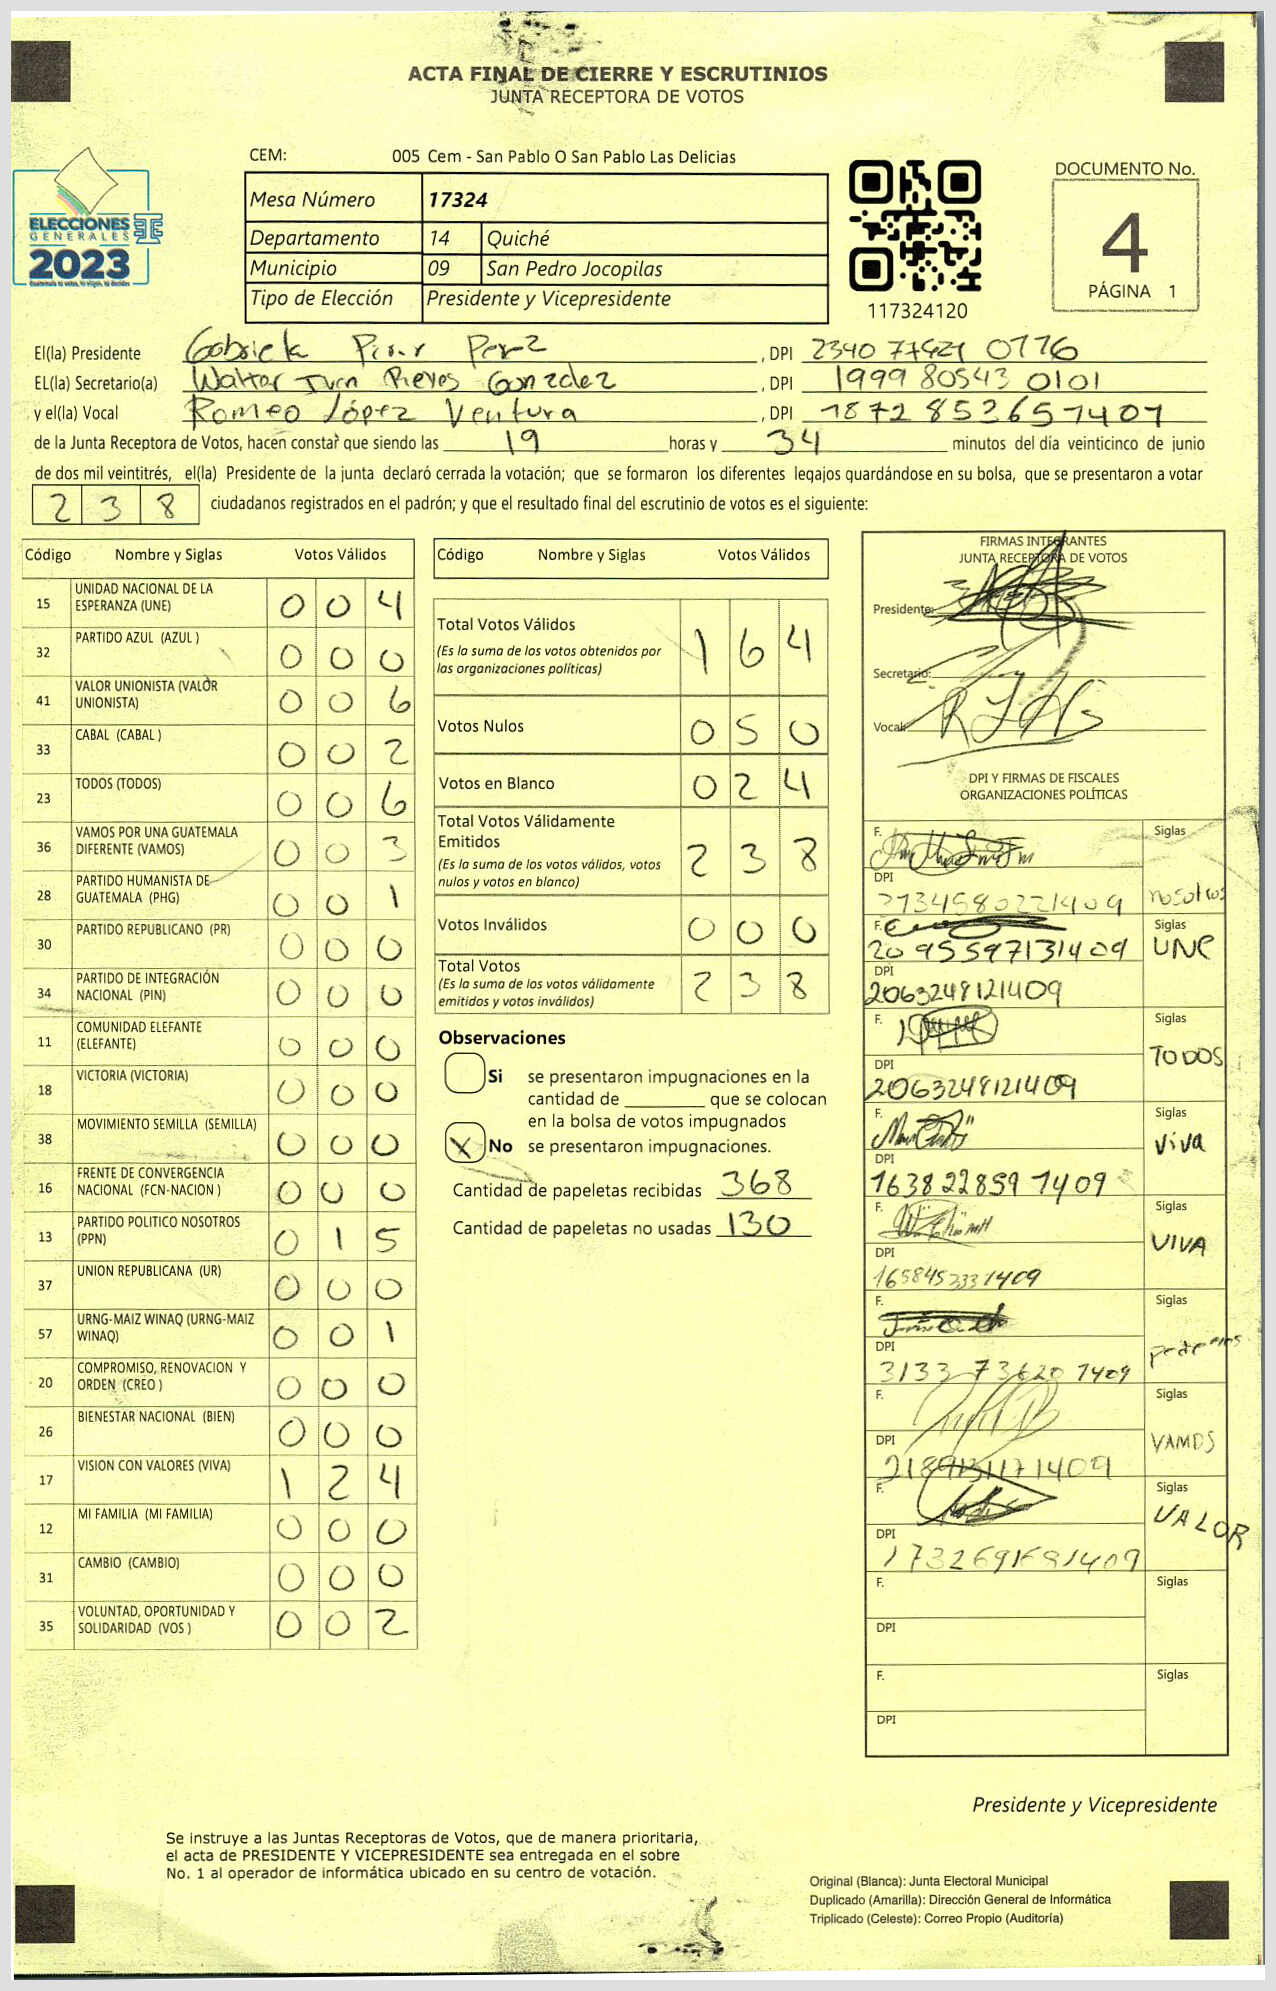 ACTA FINAL DE CIERRE Y ESCRUTINIOS
JUNTA RECEPTORA DE VOTOS
CEM: 005 Cem - San Pablo O San Pablo Las Delicias
ELECCIONES
GENERALES
2023
Mesa Número 17324
Departamento 14 Quiché
Municipio 09 San Pedro Jocopilas
Tipo de Elección Presidente y Vicepresidente
117324120
DOCUMENTO No.
4
PÁGINA 1
El(la) Presidente Gabriela Perez, DPI
EL(la) Secretario(a) Walter Gonzalez, DPI 1999 80543 0101
y el(la) Vocal Romeo López Ventura, DPI 1872 85265 1407
de la Junta Receptora de Votos, hacen constar que siendo las 19 horas y 34 minutos del día veinticinco de junio
de dos mil veintitrés, el(la) Presidente de la junta declaró cerrada la votación; que se formaron los diferentes legajos guardándose en su bolsa, que se presentaron a votar
238 ciudadanos registrados en el padrón; y que el resultado final del escrutinio de votos es el siguiente:
Código Nombre y Siglas Votos Válidos
15 UNIDAD NACIONAL DE LA ESPERANZA (UNE) 0 0 4
32 PARTIDO AZUL (AZUL ) 0 0 0
41 VALOR UNIONISTA (VALOR UNIONISTA) 0 0 6
33 CABAL (CABAL ) 0 0 2
23 TODOS (TODOS) 0 0 6
36 VAMOS POR UNA GUATEMALA DIFERENTE (VAMOS) 0 0 3
28 PARTIDO HUMANISTA DE GUATEMALA (PHG) 0 0 1
30 PARTIDO REPUBLICANO (PR) 0 0 0
34 PARTIDO DE INTEGRACIÓN NACIONAL (PIN) 0 0 0
11 COMUNIDAD ELEFANTE (ELEFANTE) 0 0 0
18 VICTORIA (VICTORIA) 0 0 0
38 MOVIMIENTO SEMILLA (SEMILLA) 0 0 0
16 FRENTE DE CONVERGENCIA NACIONAL (FCN-NACION ) 0 0 0
13 PARTIDO POLITICO NOSOTROS (PPN) 0 1 5
37 UNION REPUBLICANA (UR) 0 0 0
57 URNG-MAIZ WINAQ (URNG-MAIZ WINAQ) 0 0 1
20 COMPROMISO, RENOVACION Y ORDEN (CREO ) 0 0 0
26 BIENESTAR NACIONAL (BIEN) 0 0 0
17 VISION CON VALORES (VIVA) 1 2 4
12 MI FAMILIA (MI FAMILIA) 0 0 0
31 CAMBIO (CAMBIO) 0 0 0
35 VOLUNTAD, OPORTUNIDAD Y SOLIDARIDAD (VOS ) 0 0 2
Código Nombre y Siglas Votos Válidos
Total Votos Válidos 1 6 4
(Es la suma de los votos obtenidos por
las organizaciones políticas)
Votos Nulos 0 5 0
Votos en Blanco 0 2 4
Total Votos Válidamente
Emitidos 2 3 8
(Es la suma de los votos válidos, votos
nulos y votos en blanco)
Votos Inválidos 0 0 0
Total Votos 2 3 8
(Es la suma de los votos válidamente
emitidos y votos inválidos)
Observaciones
Si se presentaron impugnaciones en la
cantidad de ________ que se colocan
en la bolsa de votos impugnados
X No se presentaron impugnaciones.
Cantidad de papeletas recibidas 368
Cantidad de papeletas no usadas 130
FIRMAS INTEGRANTES
JUNTA RECEPTORA DE VOTOS
Presidente:
Secretario:
Vocal:
DPI Y FIRMAS DE FISCALES
ORGANIZACIONES POLÍTICAS
F. Siglas
DPI nosotros
F. Siglas
2095597131409 UNE
DPI
2063248121409
F. Siglas
TODOS
DPI
2063248121409
F. Siglas
viva
DPI
1638228591409
F. Siglas
VIVA
DPI
1658452331409
F. Siglas
DPI
3133 73620 1409
F. Siglas
DPI VAMOS
F. Siglas
VALOR
DPI
F. Siglas
DPI
F. Siglas
DPI
Presidente y Vicepresidente
Se instruye a las Juntas Receptoras de Votos, que de manera prioritaria,
el acta de PRESIDENTE Y VICEPRESIDENTE sea entregada en el sobre
No. 1 al operador de informática ubicado en su centro de votación.
Original (Blanca): Junta Electoral Municipal
Duplicado (Amarilla): Dirección General de Informática
Triplicado (Celeste): Correo Propio (Auditoría)